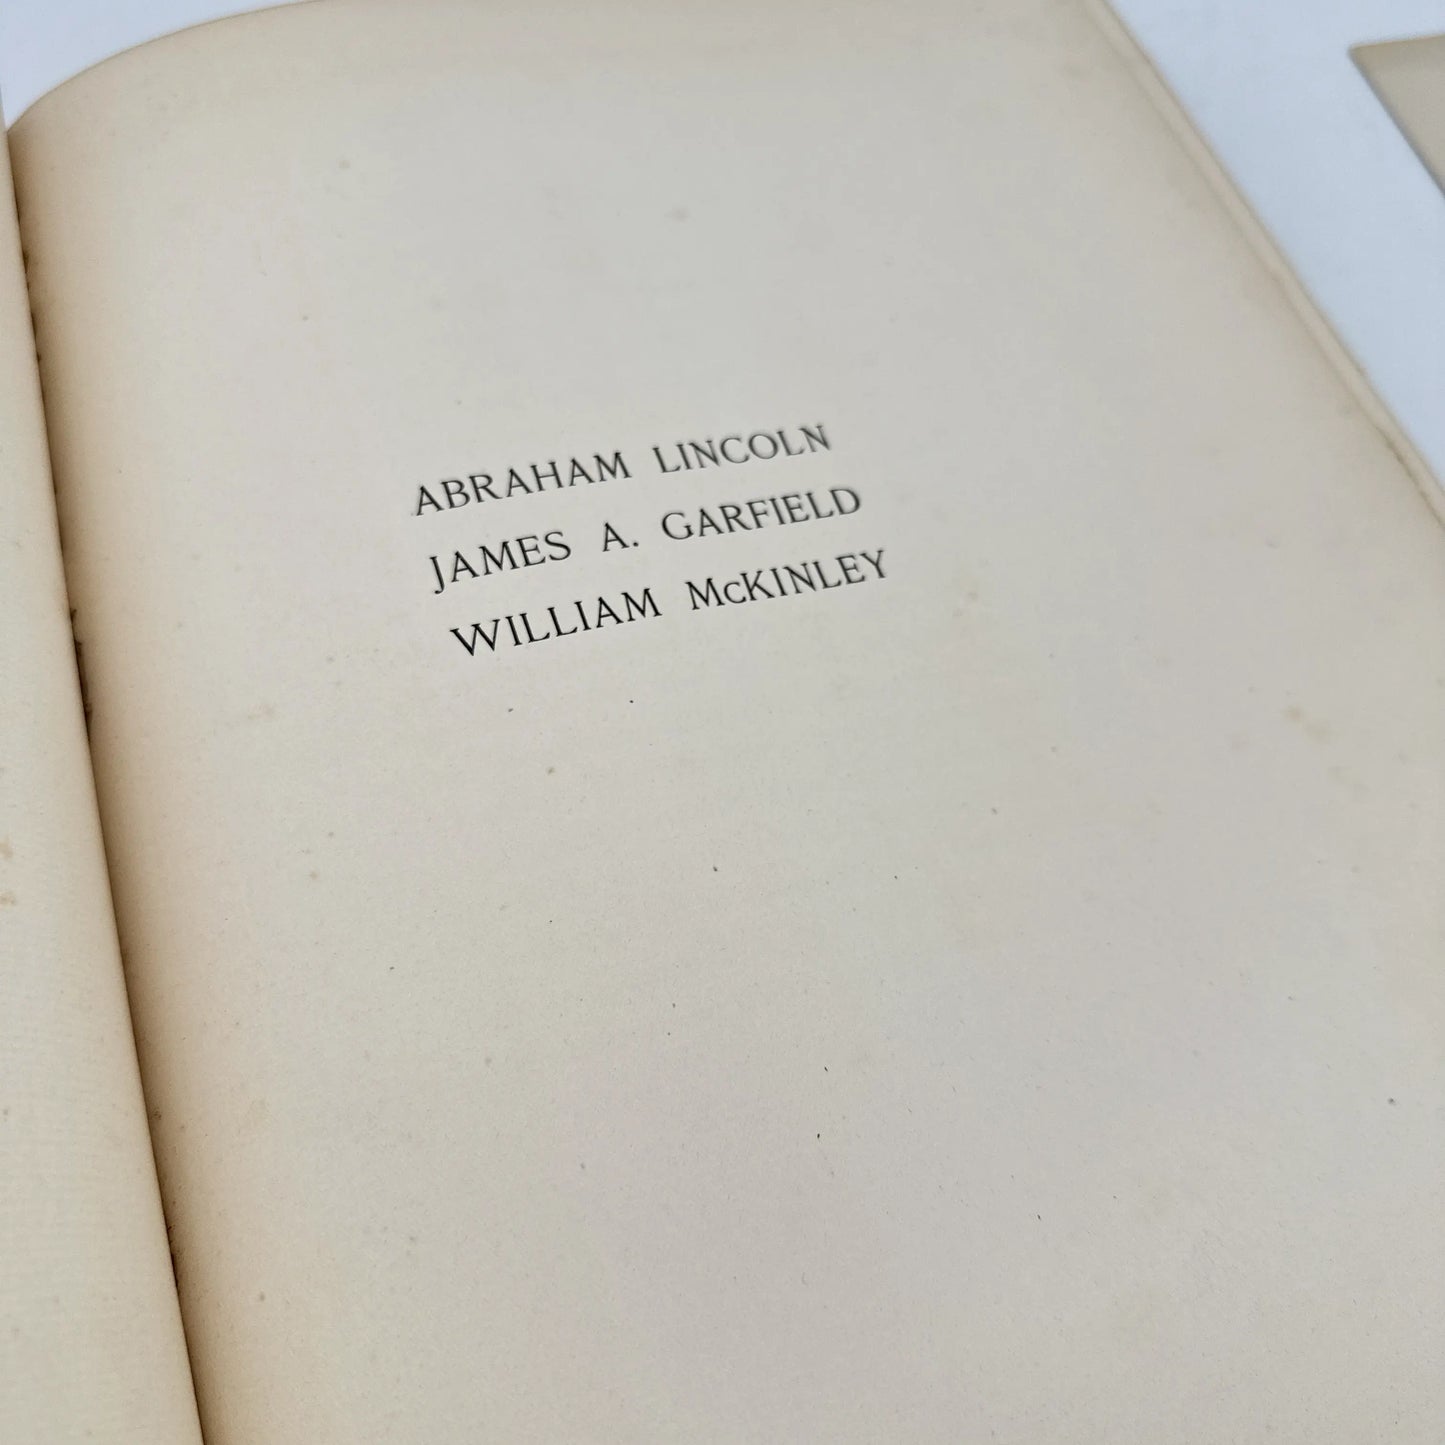 ABRAHAM LINCOLN
JAMES A. GARFIELD
WILLIAM McKINLEY